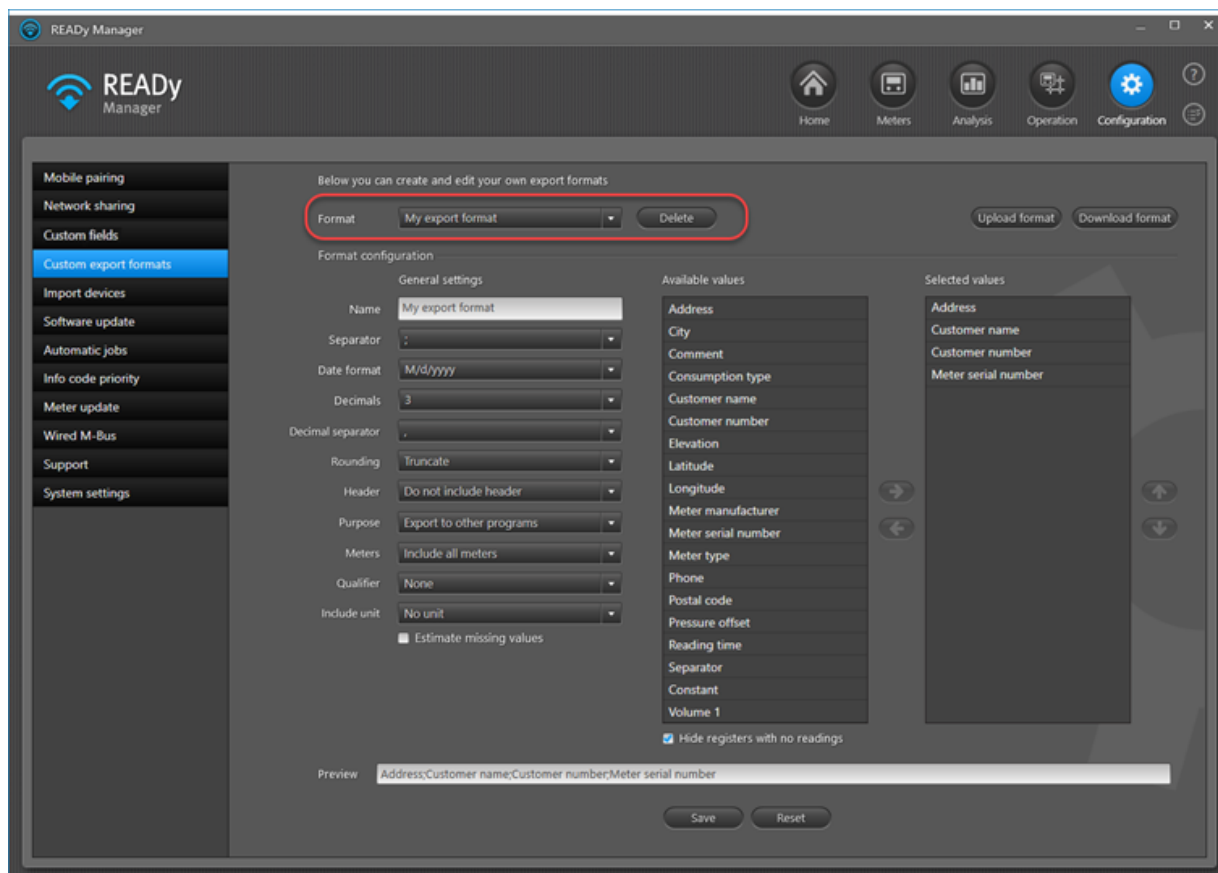 READy Manager
READy
Manager
Home
Meters
Analysis
Operation
Configuration
?
Mobile pairing
Network sharing
Custom fields
Custom export formats
Import devices
Software update
Automatic jobs
Info code priority
Meter update
Wired M-Bus
Support
System settings
Below you can create and edit your own export formats
Format My export format Delete Upload format Download format
Format configuration
General settings
Name My export format
Separator ;
Date format M/d/yyyy
Decimals 3
Decimal separator ,
Rounding Truncate
Header Do not include header
Purpose Export to other programs
Meters Include all meters
Qualifier None
Include unit No unit
Estimate missing values
Available values
Address
City
Comment
Consumption type
Customer name
Customer number
Elevation
Latitude
Longitude
Meter manufacturer
Meter serial number
Meter type
Phone
Postal code
Pressure offset
Reading time
Separator
Constant
Volume 1
Hide registers with no readings
Selected values
Address
Customer name
Customer number
Meter serial number
Preview Address;Customer name;Customer number;Meter serial number
Save Reset